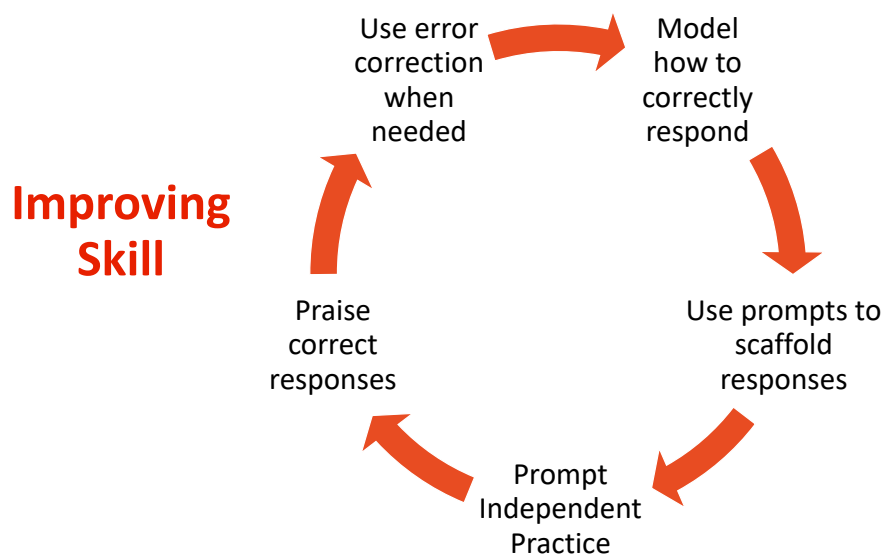 Improving
Skill
Use error
correction
when
needed
Model
how to
correctly
respond
Use prompts to
scaffold
responses
Prompt
Independent
Practice
Praise
correct
responses